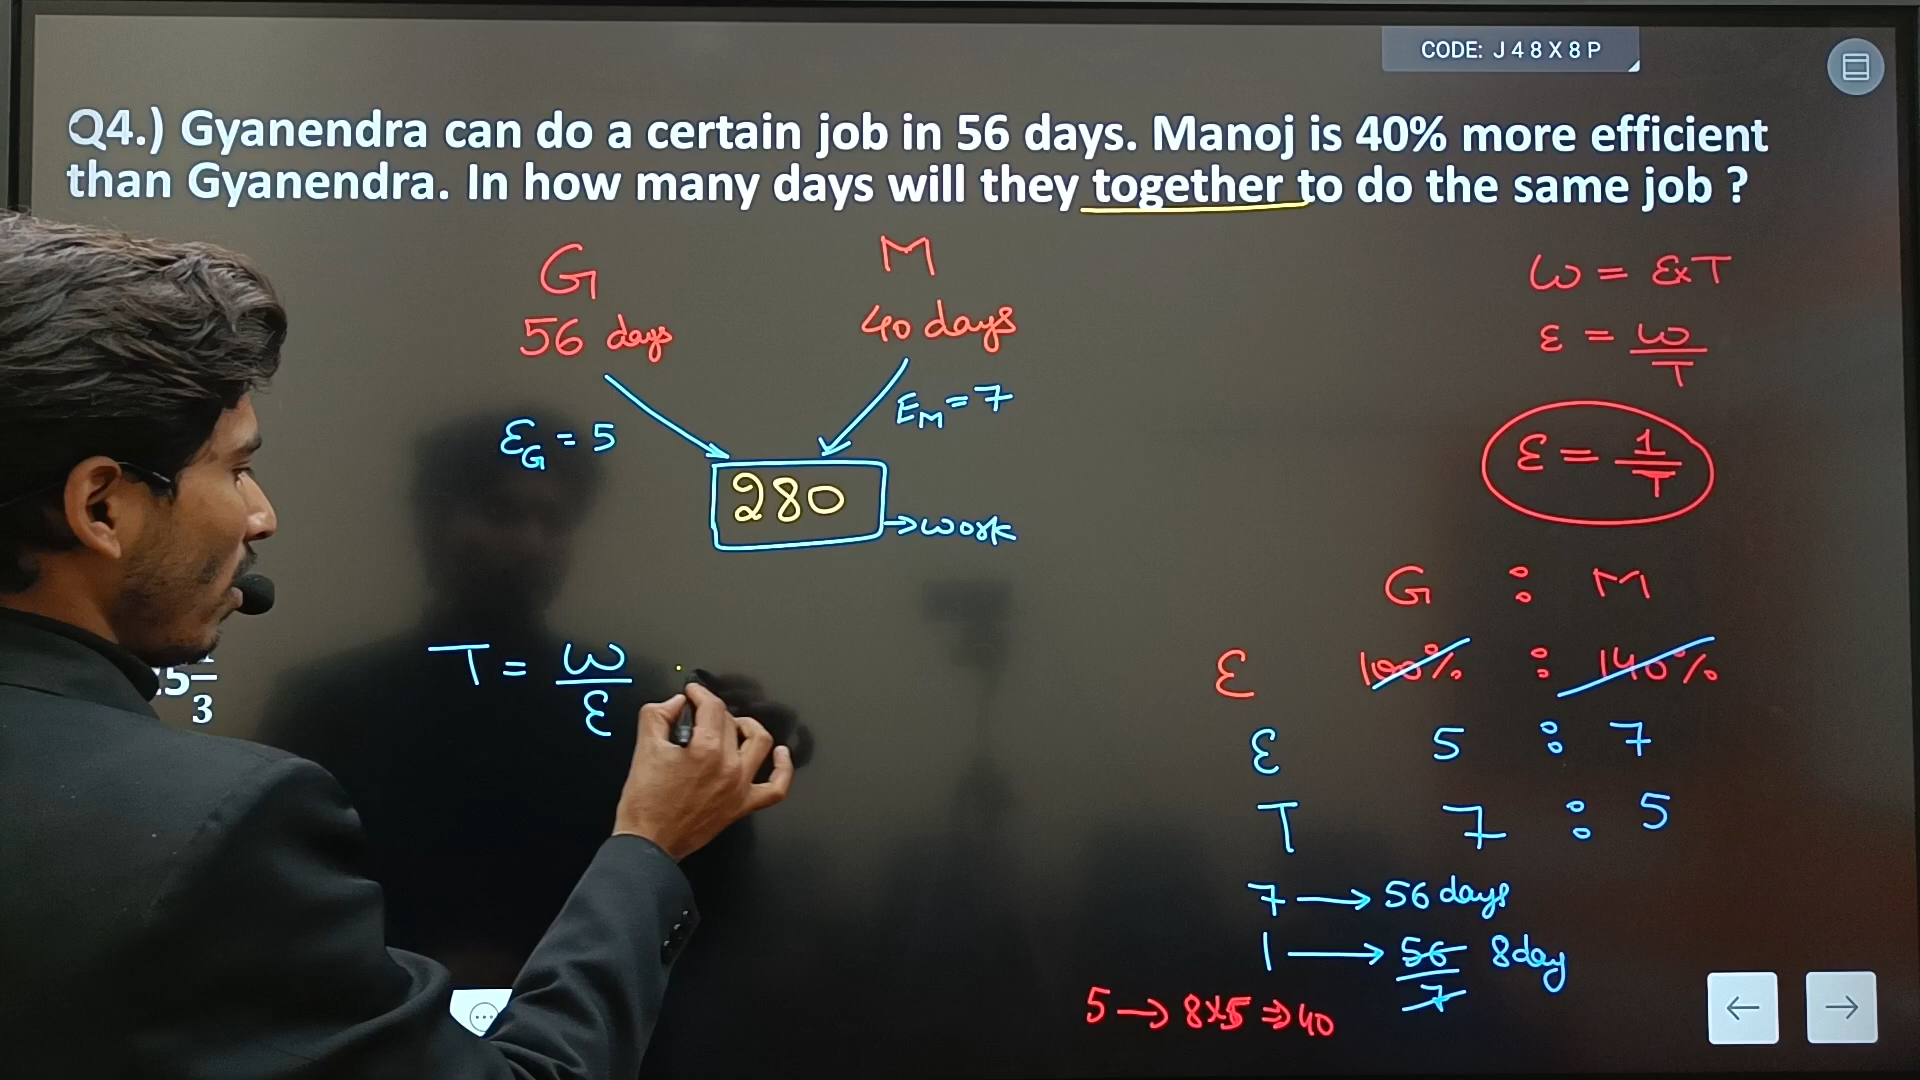 CODE: J 4 8 X 8 P
Q4.) Gyanendra can do a certain job in 56 days. Manoj is 40% more efficient
than Gyanendra. In how many days will they together to do the same job ?
G
M
56 days
40 days
E_G = 5
E_M = 7
280
→ work
T = W/E
5
3
W = E×T
E = W/T
E = 1/T
G : M
E 100% : 140%
E 5 : 7
T 7 : 5
7 → 56 days
1 → 56/7 8day
5 → 8×5 ⇒ 40